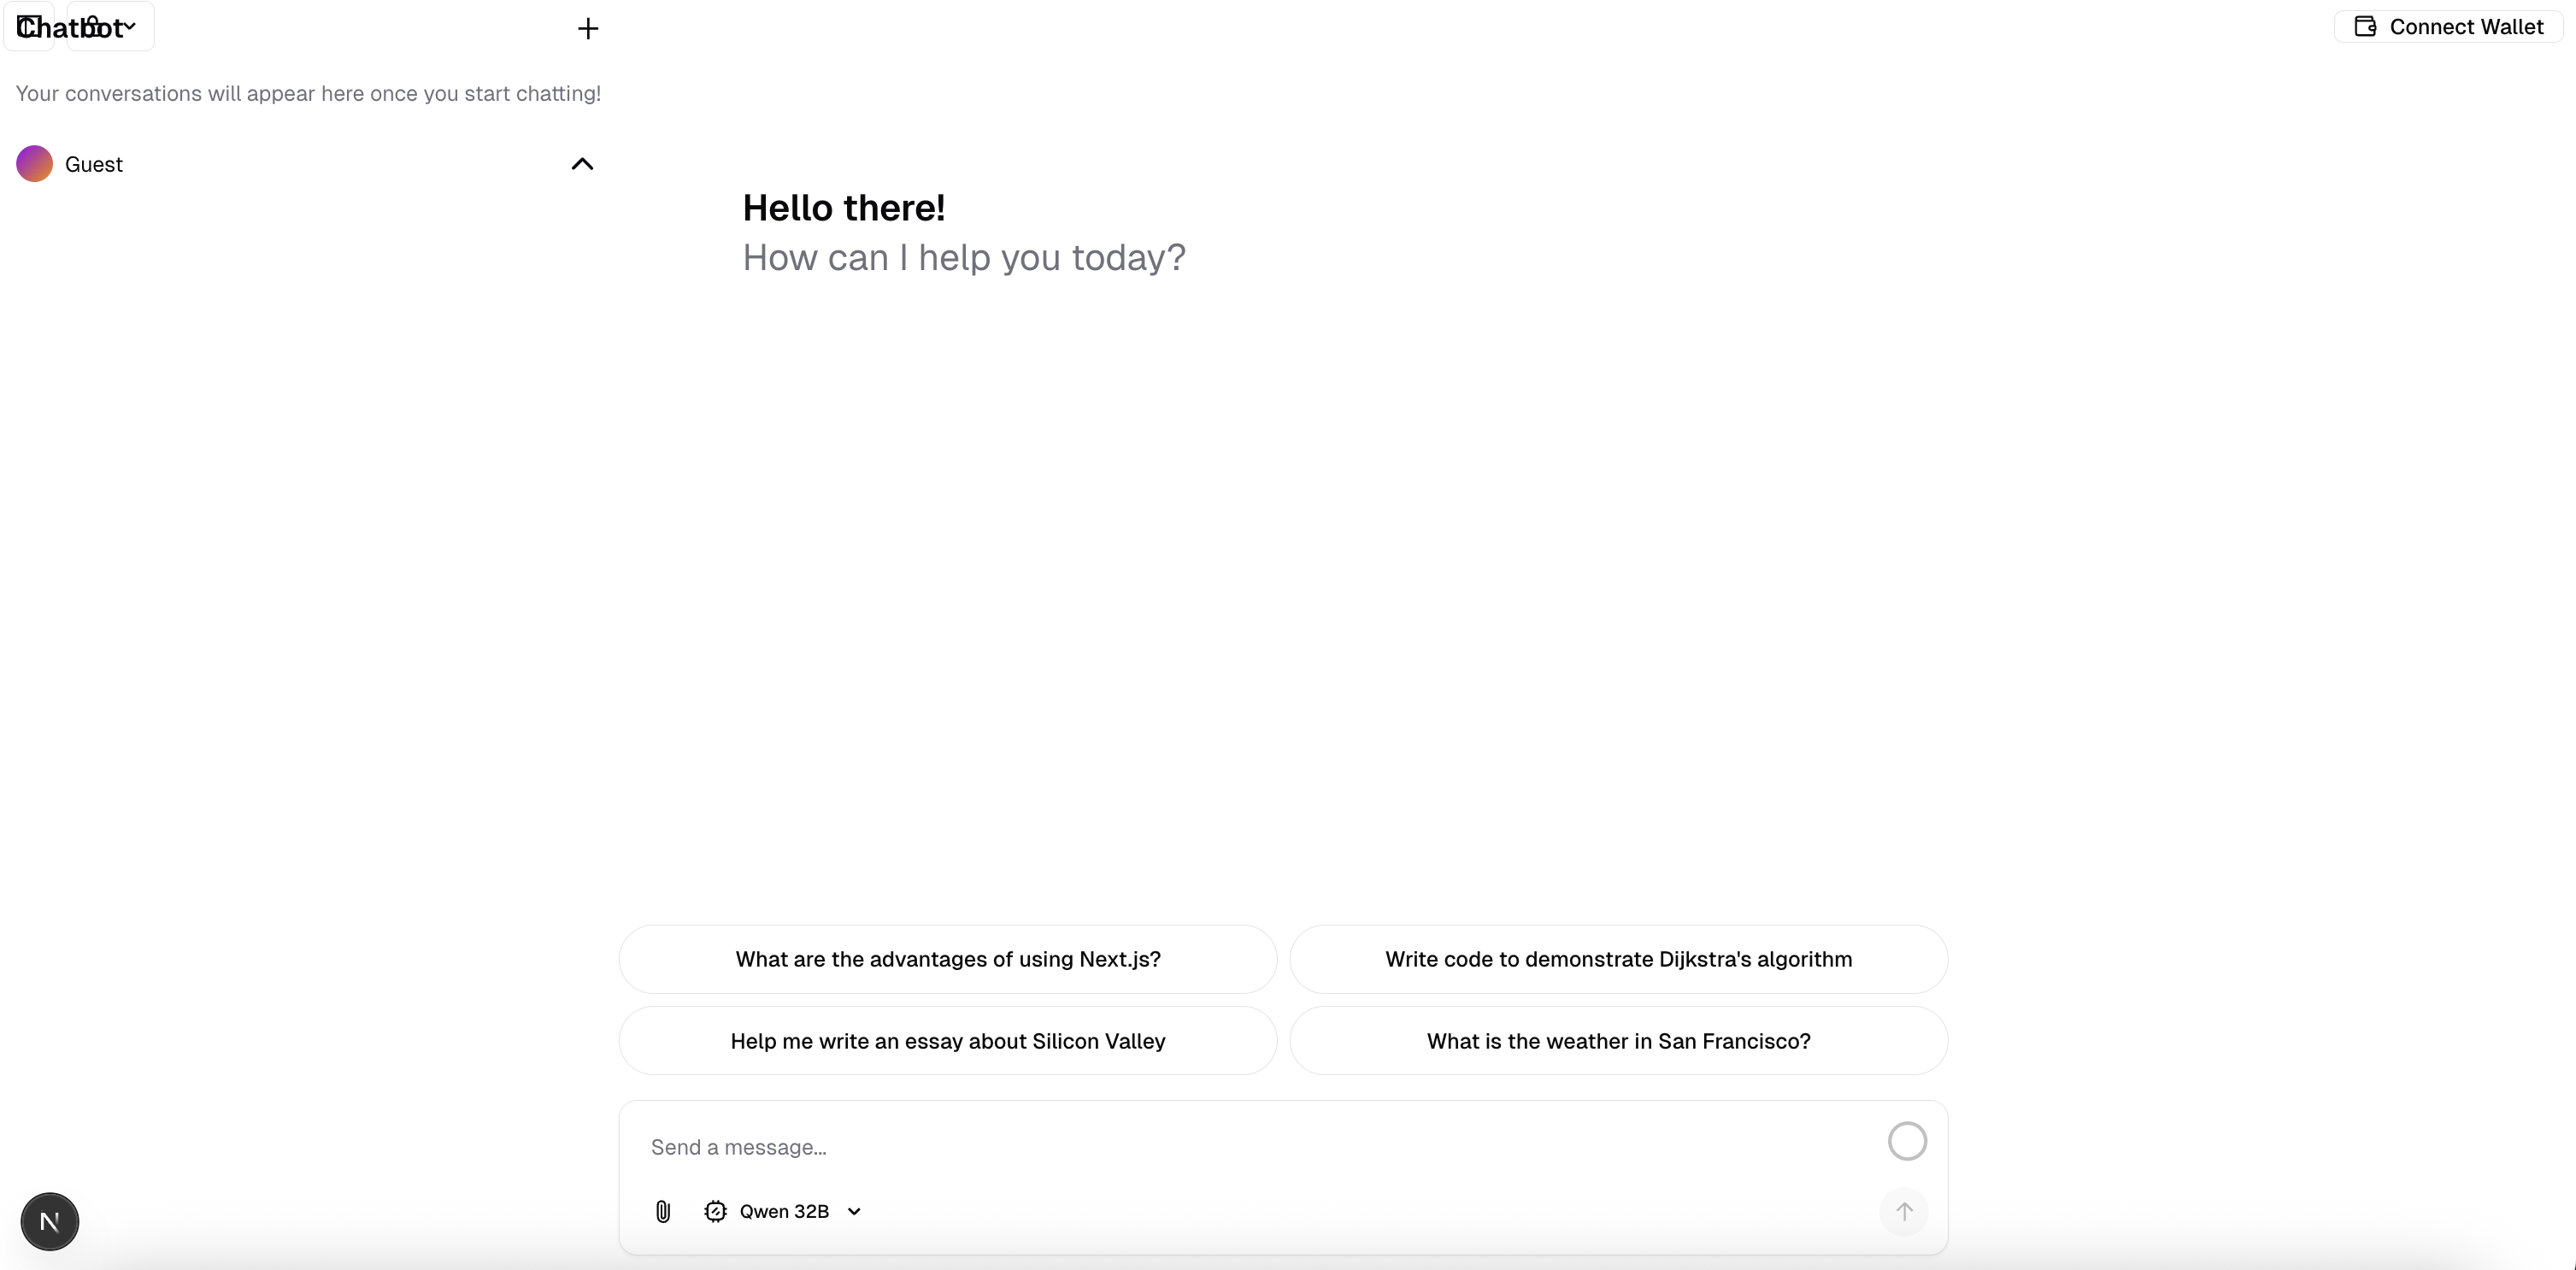 Chatbot
Connect Wallet
Your conversations will appear here once you start chatting!
Guest
Hello there!
How can I help you today?
What are the advantages of using Next.js?
Write code to demonstrate Dijkstra's algorithm
Help me write an essay about Silicon Valley
What is the weather in San Francisco?
Send a message...
Qwen 32B
N